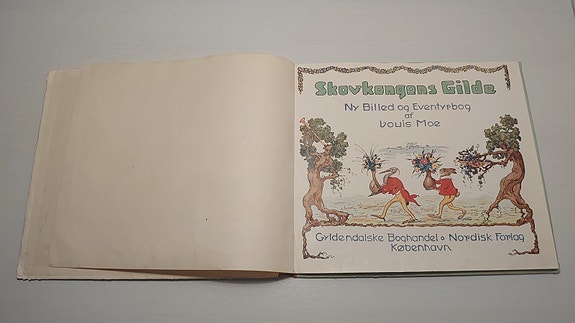 Skovkongens Gilde
Ny Billed og Eventyrbog
af
Louis Moe
Gyldendalske Boghandel o Nordisk Forlag
København